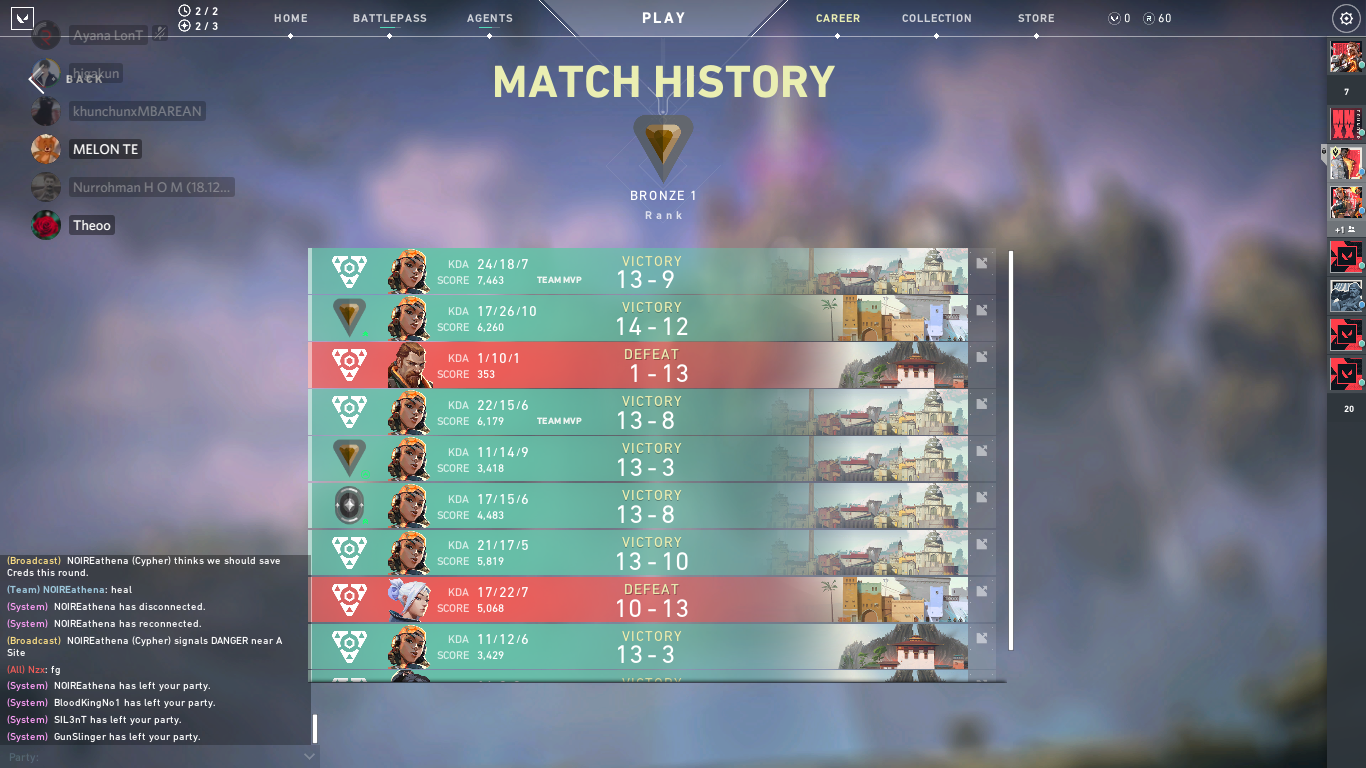 2 / 2
2 / 3
HOME
BATTLEPASS
AGENTS
PLAY
CAREER
COLLECTION
STORE
0
60
Ayana LonT
higakun
BACK
khunchunxMBAREAN
MELON TE
Nurrohman H O M (18.12...
Theoo
MATCH HISTORY
BRONZE 1
Rank
KDA 24/18/7
SCORE 7,463 TEAM MVP
VICTORY
13 - 9
KDA 17/26/10
SCORE 6,260
VICTORY
14 - 12
KDA 1/10/1
SCORE 353
DEFEAT
1 - 13
KDA 22/15/6
SCORE 6,179 TEAM MVP
VICTORY
13 - 8
KDA 11/14/9
SCORE 3,418
VICTORY
13 - 3
KDA 17/15/6
SCORE 4,483
VICTORY
13 - 8
KDA 21/17/5
SCORE 5,819
VICTORY
13 - 10
KDA 17/22/7
SCORE 5,068
DEFEAT
10 - 13
KDA 11/12/6
SCORE 3,429
VICTORY
13 - 3
VICTORY
(Broadcast) NOIREathena (Cypher) thinks we should save
Creds this round.
(Team) NOIREathena: heal
(System) NOIREathena has disconnected.
(System) NOIREathena has reconnected.
(Broadcast) NOIREathena (Cypher) signals DANGER near A
Site
(All) Nzx: fg
(System) NOIREathena has left your party.
(System) BloodKingNo1 has left your party.
(System) SIL3nT has left your party.
(System) GunSlinger has left your party.
Party:
7
+1
20